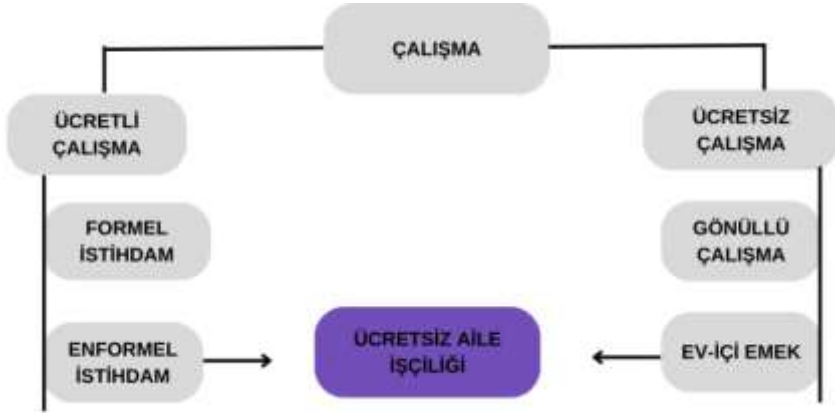 ÇALIŞMA
ÜCRETLİ
ÇALIŞMA
ÜCRETSİZ
ÇALIŞMA
FORMEL
İSTİHDAM
GÖNÜLLÜ
ÇALIŞMA
ENFORMEL
İSTİHDAM
ÜCRETSİZ AİLE
İŞÇİLİĞİ
EV-İÇİ EMEK